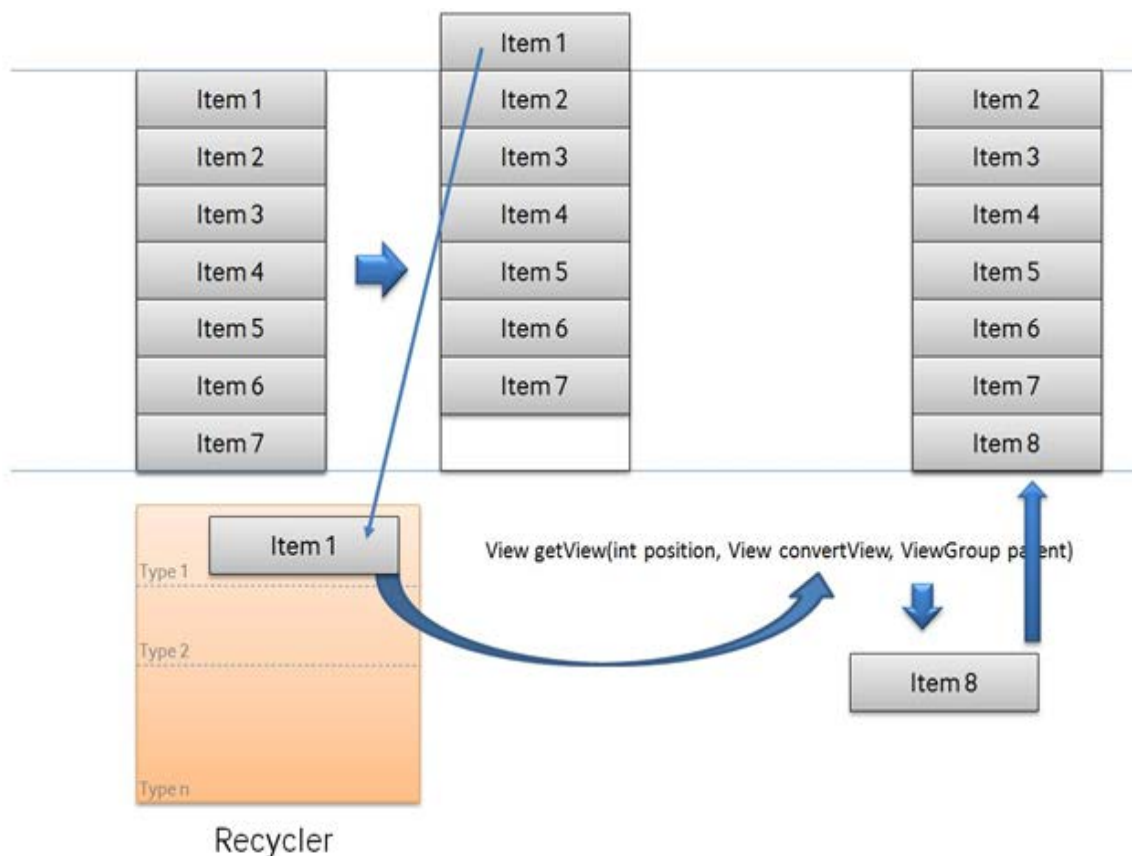 Item 1
Item 2
Item 3
Item 4
Item 5
Item 6
Item 7
Item 1
Item 2
Item 3
Item 4
Item 5
Item 6
Item 7
Item 2
Item 3
Item 4
Item 5
Item 6
Item 7
Item 8
Item 1
Type 1
Type 2
Type n
Recycler
View getView(int position, View convertView, ViewGroup parent)
Item 8